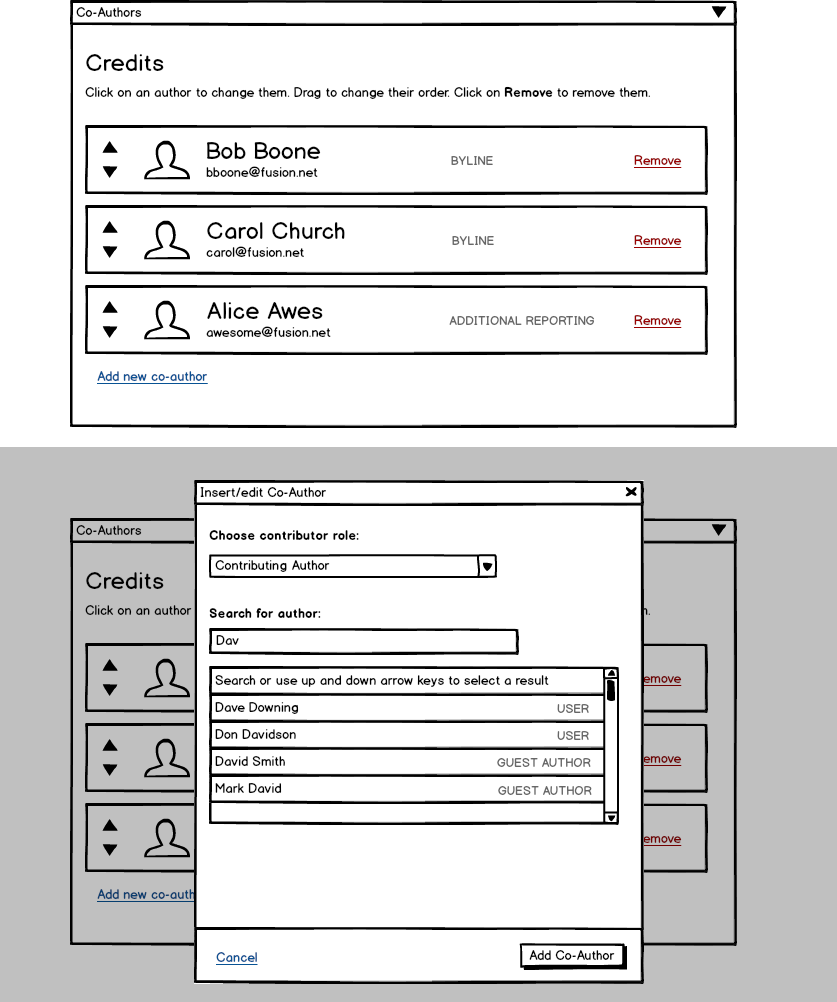 Co-Authors
Credits
Click on an author to change them. Drag to change their order. Click on Remove to remove them.
Bob Boone
bboone@fusion.net
BYLINE
Remove
Carol Church
carol@fusion.net
BYLINE
Remove
Alice Awes
awesome@fusion.net
ADDITIONAL REPORTING
Remove
Add new co-author
Insert/edit Co-Author
Co-Authors
Choose contributor role:
Contributing Author
Credits
Click on an author
Search for author:
Dav
Search or use up and down arrow keys to select a result
Dave Downing USER
Don Davidson USER
David Smith GUEST AUTHOR
Mark David GUEST AUTHOR
n.
emove
emove
emove
Add new co-auth
Cancel
Add Co-Author